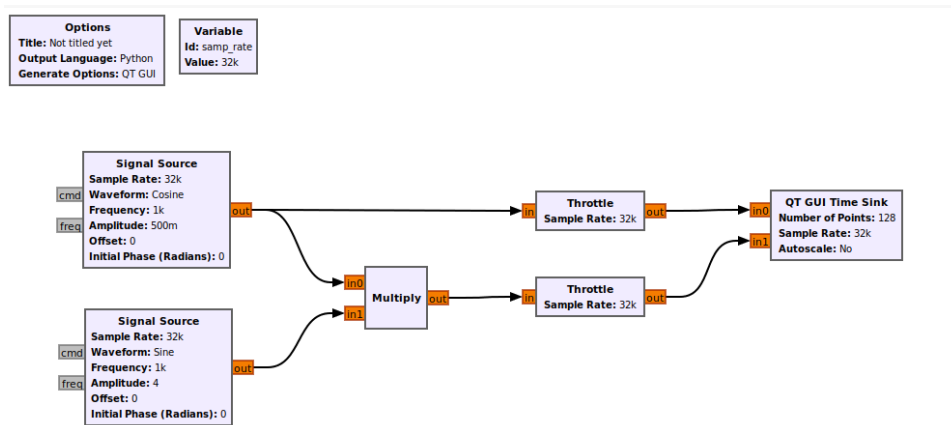 Options
Title: Not titled yet
Output Language: Python
Generate Options: QT GUI
Variable
Id: samp_rate
Value: 32k
Signal Source
Sample Rate: 32k
Waveform: Cosine
Frequency: 1k
Amplitude: 500m
Offset: 0
Initial Phase (Radians): 0
cmd
freq
out
Signal Source
Sample Rate: 32k
Waveform: Sine
Frequency: 1k
Amplitude: 4
Offset: 0
Initial Phase (Radians): 0
cmd
freq
out
in0
in1
Multiply
out
in
Throttle
Sample Rate: 32k
out
in
Throttle
Sample Rate: 32k
out
in0
in1
QT GUI Time Sink
Number of Points: 128
Sample Rate: 32k
Autoscale: No